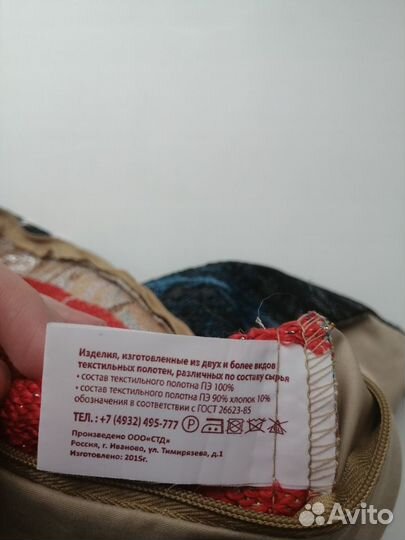 Изделия, изготовленные из двух и более видов
текстильных полотен, различных по составу сырья
• состав текстильного полотна ПЭ 100%
• состав текстильного полотна ПЭ 90% хлопок 10%
обозначения в соответствии с ГОСТ 26623-85
ТЕЛ.: +7 (4932) 495-777 P
Произведено ООО«СТД»
Россия, г. Иваново, ул. Тимирязева, д.1
Изготовлено: 2015г.
Avito